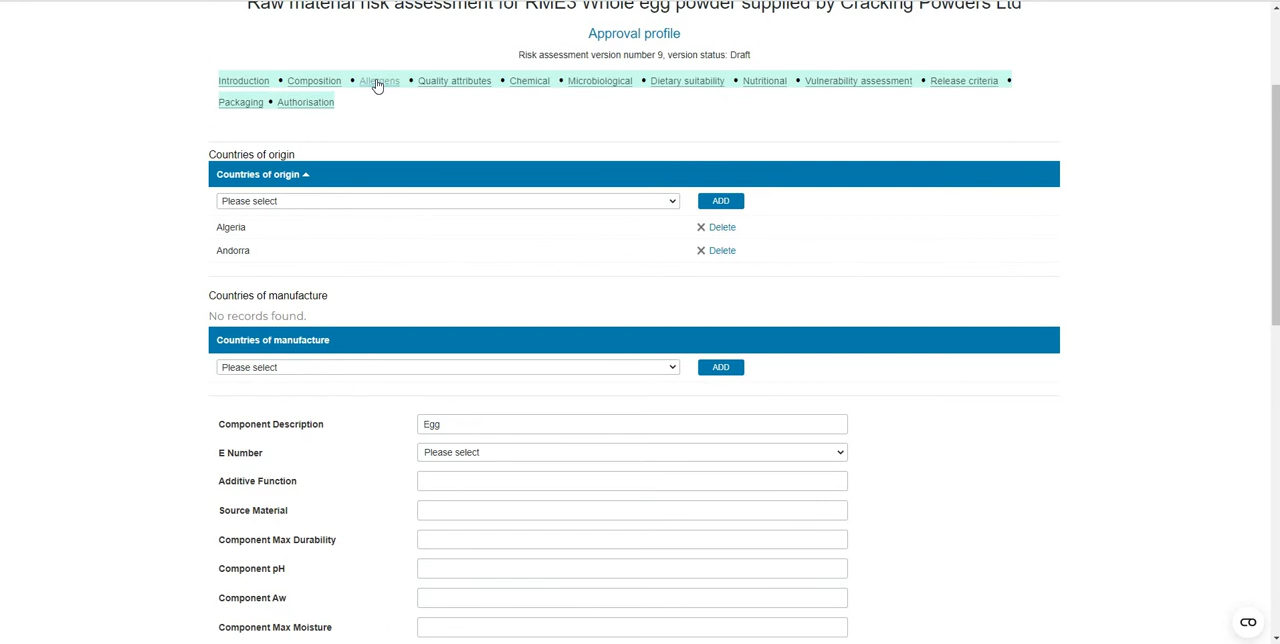 Raw material risk assessment for RME3 Whole egg powder supplied by Cracking Powders Ltd
Approval profile
Risk assessment version number 9, version status: Draft
Introduction • Composition • Allergens • Quality attributes • Chemical • Microbiological • Dietary suitability • Nutritional • Vulnerability assessment • Release criteria •
Packaging • Authorisation
Countries of origin
Countries of origin
Please select ADD
Algeria Delete
Andorra Delete
Countries of manufacture
No records found.
Countries of manufacture
Please select ADD
Component Description Egg
E Number Please select
Additive Function
Source Material
Component Max Durability
Component pH
Component Aw
Component Max Moisture